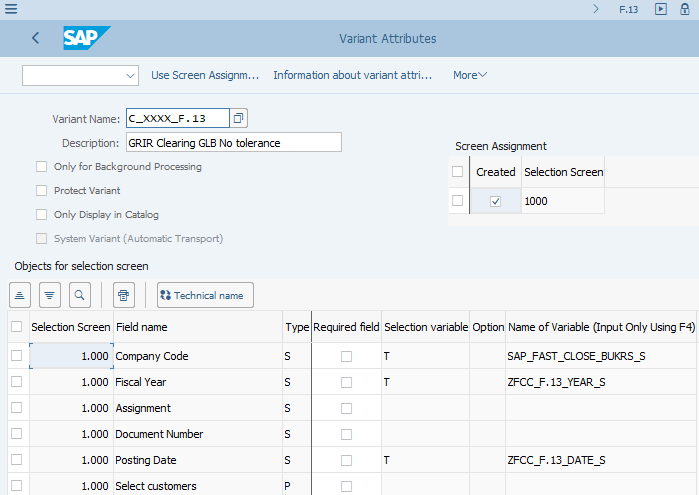 F.13
SAP Variant Attributes
Use Screen Assignm... Information about variant attri... More
Variant Name: C_XXXX_F.13
Description: GRIR Clearing GLB No tolerance
Only for Background Processing
Protect Variant
Only Display in Catalog
System Variant (Automatic Transport)
Screen Assignment
Created Selection Screen
1000
Objects for selection screen
Technical name
Selection Screen Field name Type Required field Selection variable Option Name of Variable (Input Only Using F4)
1.000 Company Code S T SAP_FAST_CLOSE_BUKRS_S
1.000 Fiscal Year S T ZFCC_F.13_YEAR_S
1.000 Assignment S
1.000 Document Number S
1.000 Posting Date S T ZFCC_F.13_DATE_S
1.000 Select customers P